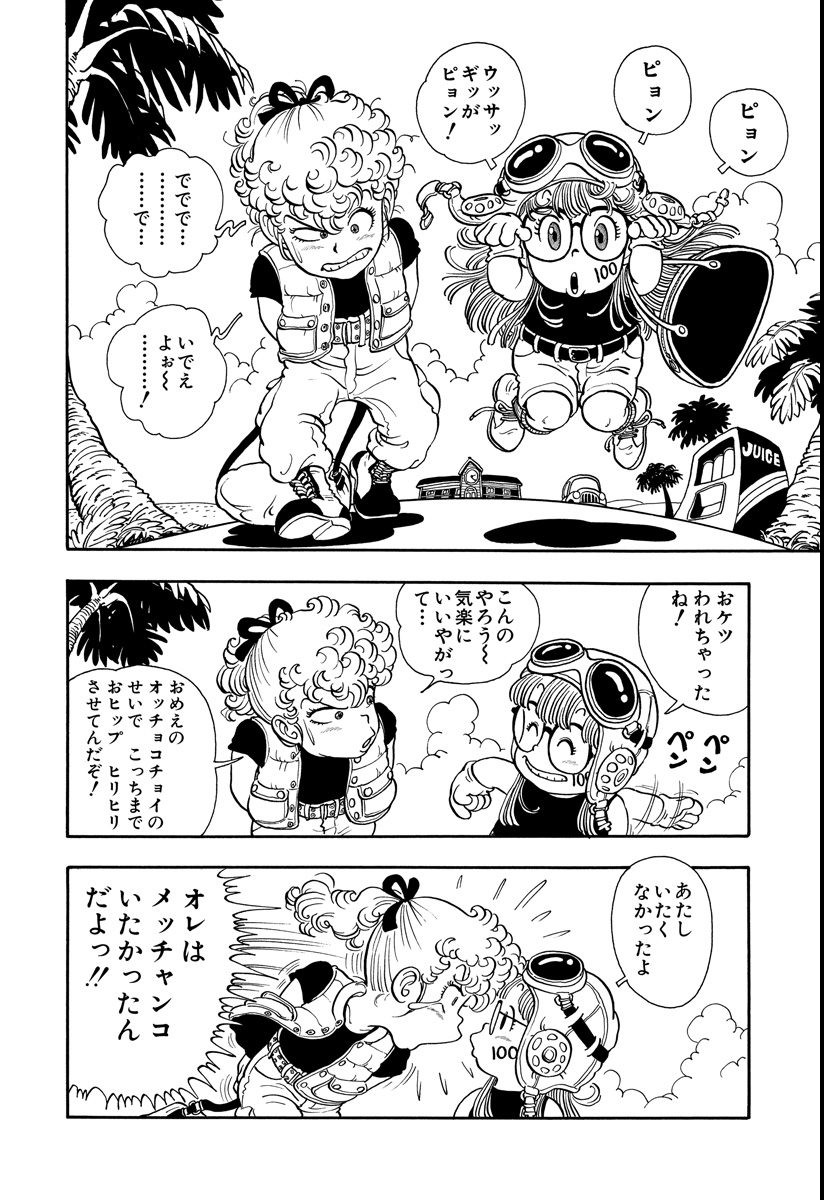 ピョン
ピョン
ウッサッ
ギッが
ピョン！
ででで…
…………
……で…
いでえ
よぉ〜
………！
100
JUICE
おケツ
われちゃった
ね！
ペン
ペン
こんの
やろう〜
気楽に
いいやがっ
て…
おめえの
オッチョコチョイの
せいで こっちまで
おヒップ ヒリヒリ
させてんだぞ！
100
あたし
いたく
なかったよ
オレは
メッチャンコ
いたかったん
だよっ!!
100